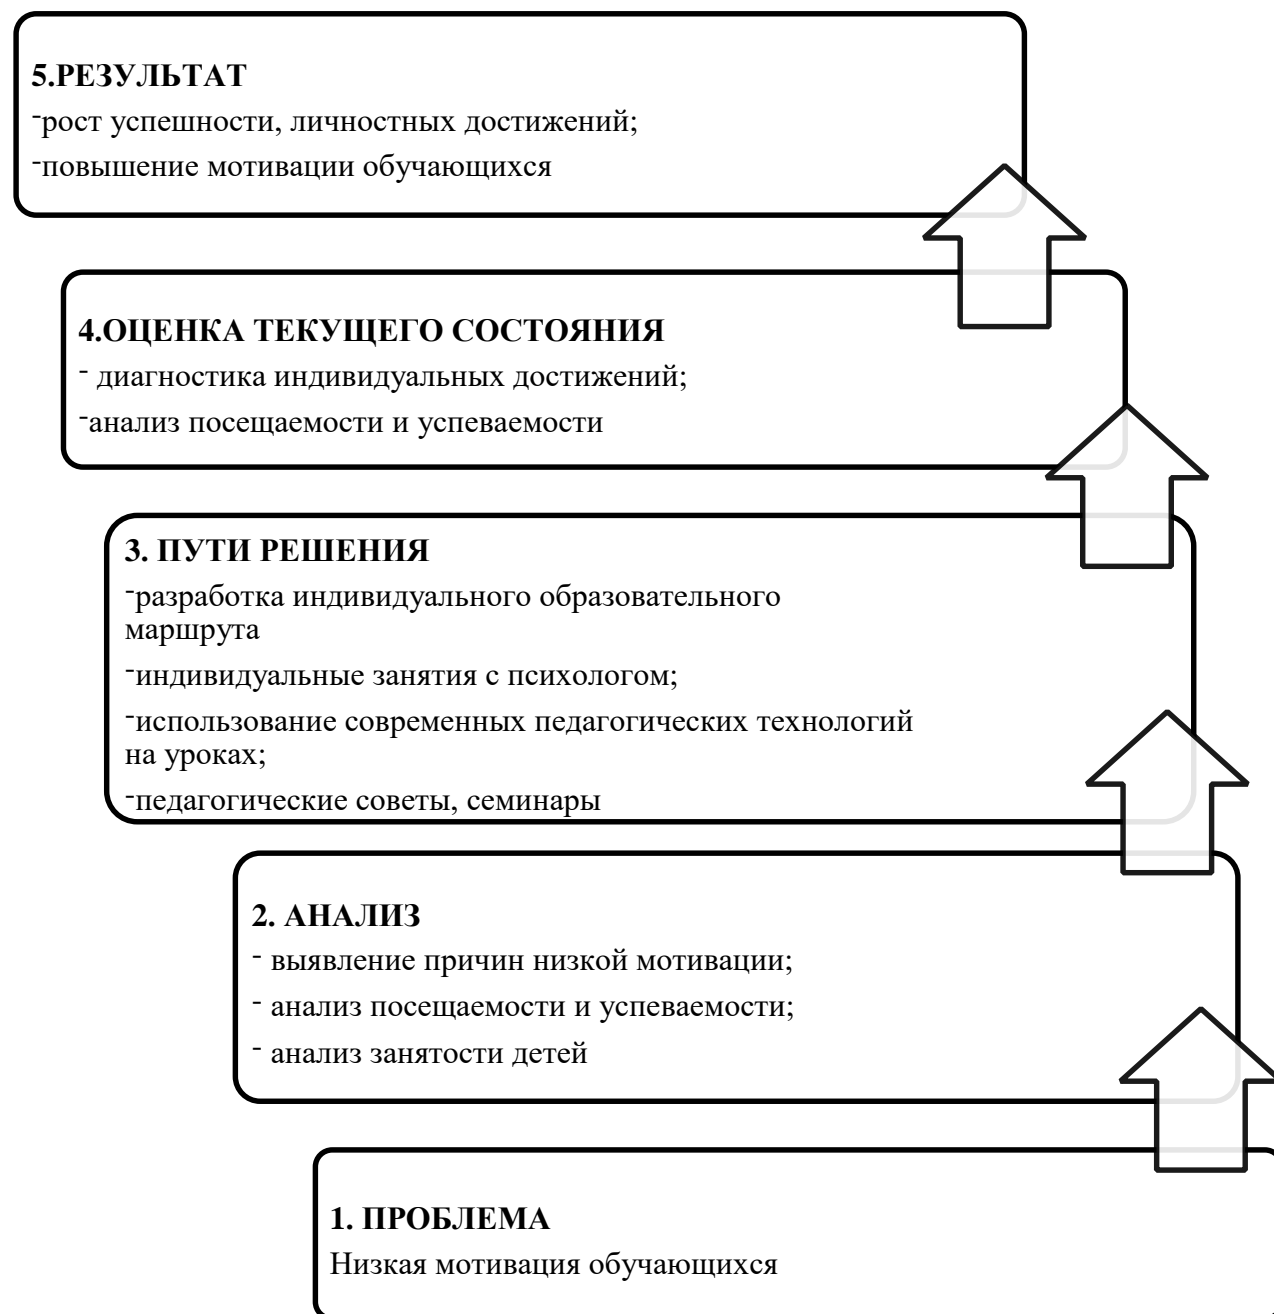 5.РЕЗУЛЬТАТ
-рост успешности, личностных достижений;
-повышение мотивации обучающихся
4.ОЦЕНКА ТЕКУЩЕГО СОСТОЯНИЯ
- диагностика индивидуальных достижений;
-анализ посещаемости и успеваемости
3. ПУТИ РЕШЕНИЯ
-разработка индивидуального образовательного
маршрута
-индивидуальные занятия с психологом;
-использование современных педагогических технологий
на уроках;
-педагогические советы, семинары
2. АНАЛИЗ
- выявление причин низкой мотивации;
- анализ посещаемости и успеваемости;
- анализ занятости детей
1. ПРОБЛЕМА
Низкая мотивация обучающихся